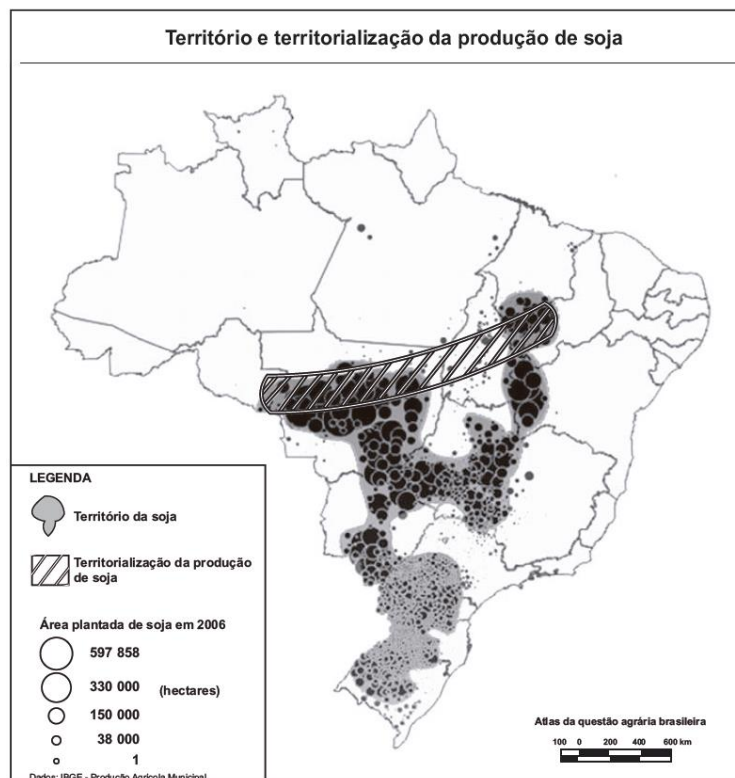 Território e territorialização da produção de soja
LEGENDA
Território da soja
Territorialização da produção
de soja
Área plantada de soja em 2006
597 858
330 000 (hectares)
150 000
38 000
1
Dados: IBGE - Produção Agrícola Municipal
Atlas da questão agrária brasileira
100 0 200 400 600 km